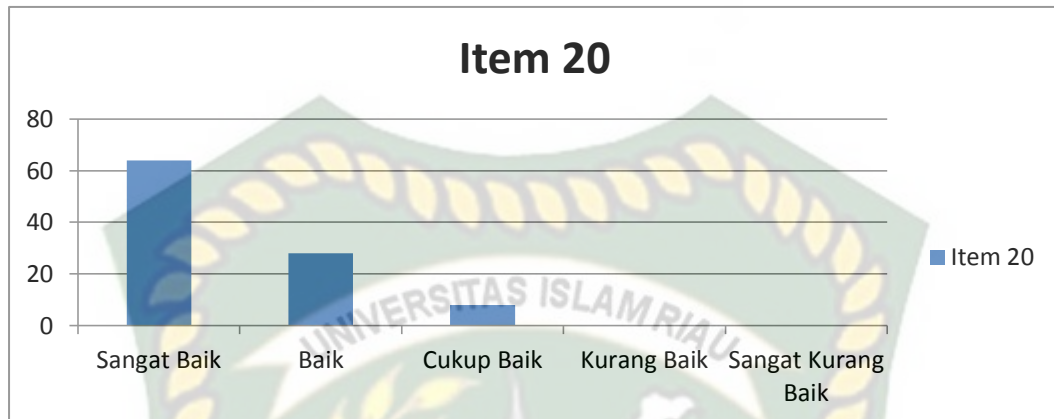 Item 20
80
60
40
20
0
Sangat Baik
Baik
Cukup Baik
Kurang Baik
Sangat Kurang
Baik
Item 20
UNIVERSITAS ISLAM RIAU